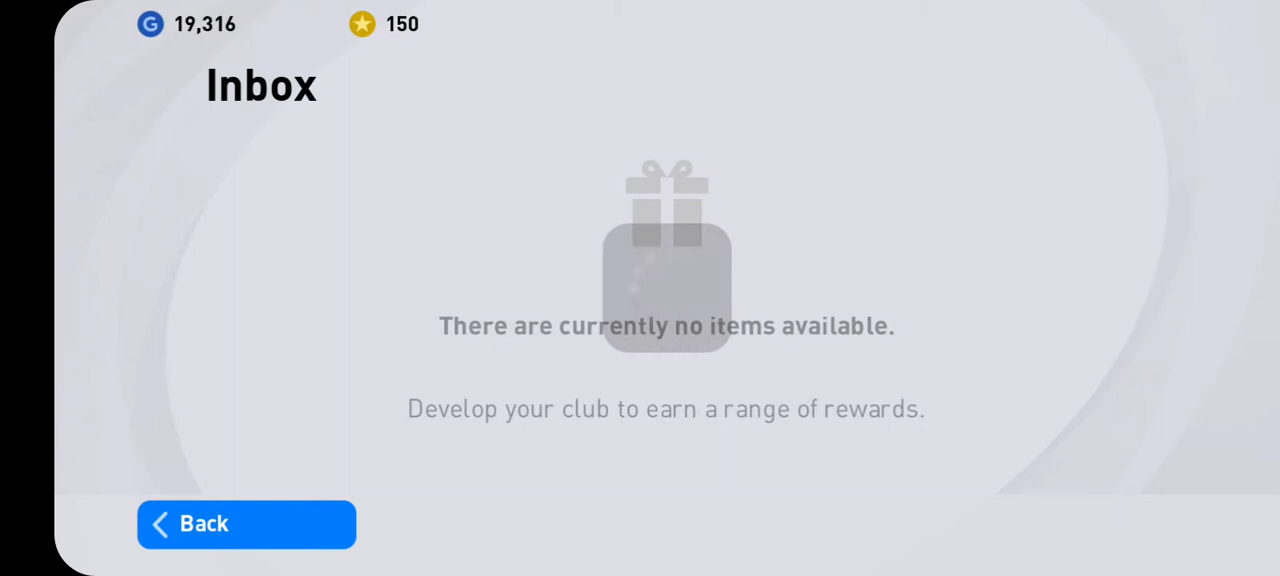 G 19,316 150
Inbox
There are currently no items available.
Develop your club to earn a range of rewards.
Back